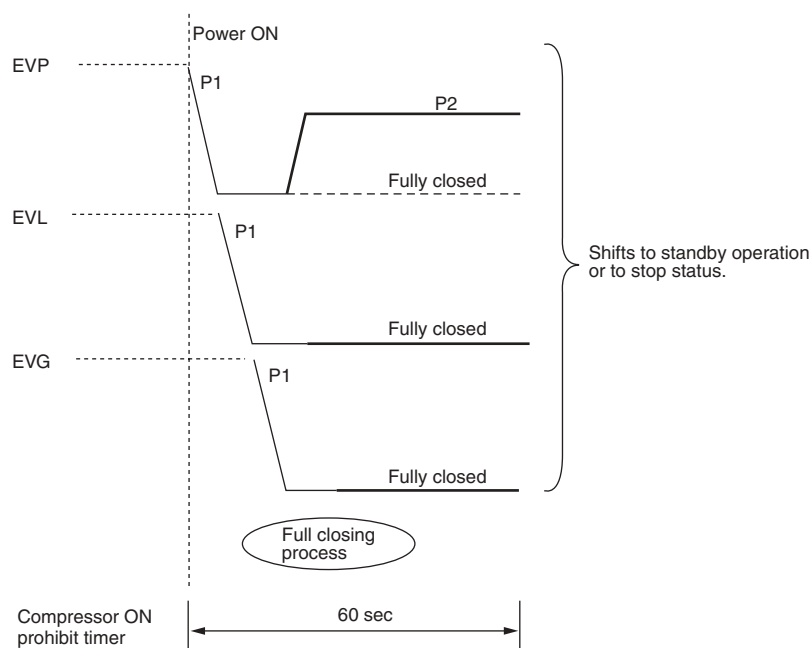 Power ON
EVP
P1
P2
Fully closed
EVL
P1
Shifts to standby operation
or to stop status.
Fully closed
EVG
P1
Fully closed
Full closing
process
Compressor ON
prohibit timer
60 sec